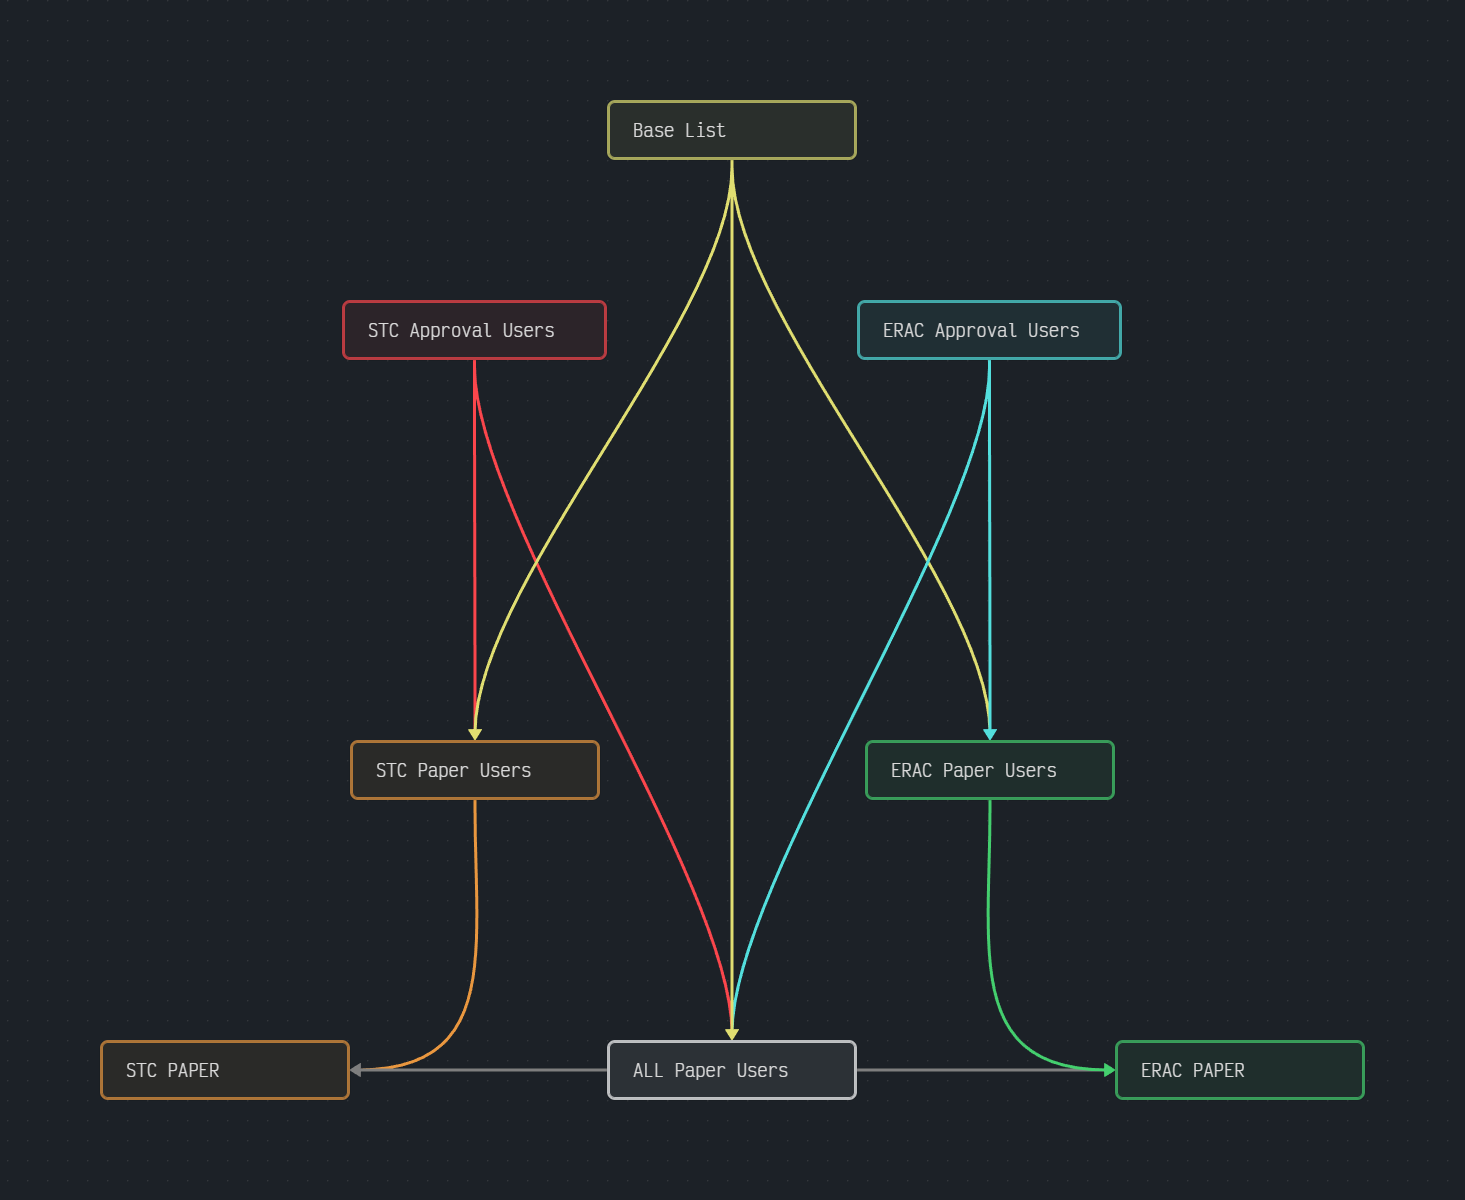 Base List
STC Approval Users
ERAC Approval Users
STC Paper Users
ERAC Paper Users
STC PAPER
ALL Paper Users
ERAC PAPER